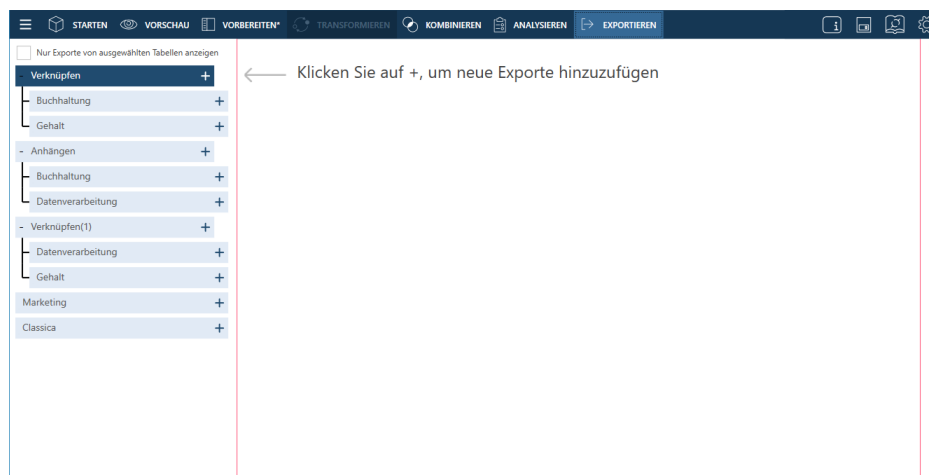 STARTEN VORSCHAU VORBEREITEN* TRANSFORMIEREN KOMBINIEREN ANALYSIEREN EXPORTIEREN
Nur Exporte von ausgewählten Tabellen anzeigen
- Verknüpfen +
Klicken Sie auf +, um neue Exporte hinzuzufügen
Buchhaltung +
Gehalt +
- Anhängen +
Buchhaltung +
Datenverarbeitung +
- Verknüpfen(1) +
Datenverarbeitung +
Gehalt +
Marketing +
Classica +